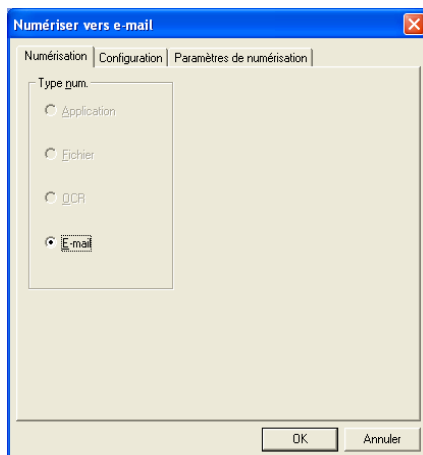 Numériser vers e-mail
Numérisation Configuration Paramètres de numérisation
Type num.
Application
Fichier
OCR
E-mail
OK Annuler